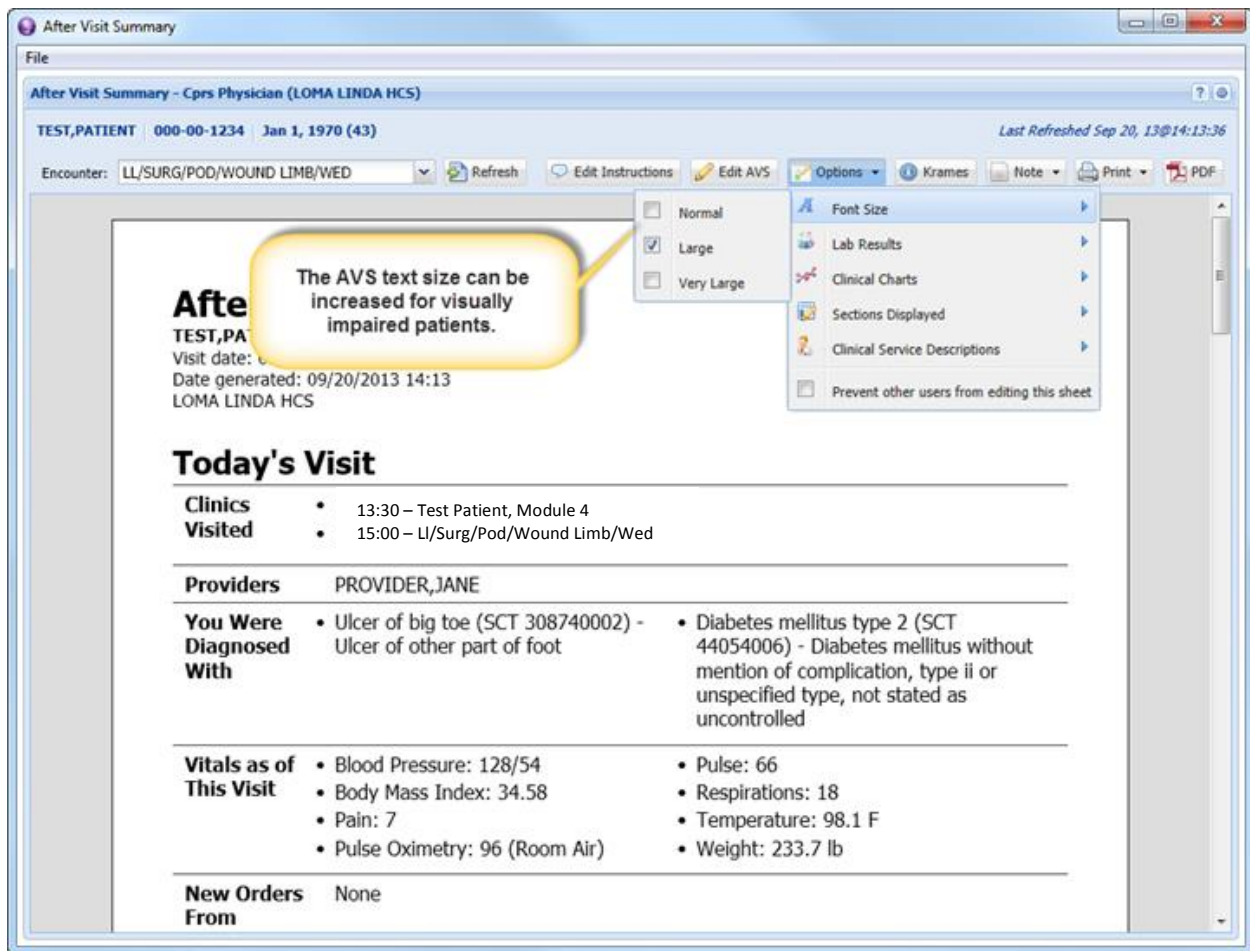 After Visit Summary
File
After Visit Summary - Cprs Physician (LOMA LINDA HCS)
?
TEST,PATIENT 000-00-1234 Jan 1, 1970 (43)
Last Refreshed Sep 20, 13@14:13:36
Encounter: LL/SURG/POD/WOUND LIMB/WED Refresh Edit Instructions Edit AVS Options Krames Note Print PDF
Normal
Large
Very Large
Font Size
Lab Results
Clinical Charts
Sections Displayed
Clinical Service Descriptions
Prevent other users from editing this sheet
The AVS text size can be
increased for visually
impaired patients.
Afte
TEST,PA
Visit date:
Date generated: 09/20/2013 14:13
LOMA LINDA HCS
Today's Visit
Clinics
Visited
• 13:30 – Test Patient, Module 4
• 15:00 – Ll/Surg/Pod/Wound Limb/Wed
Providers PROVIDER,JANE
You Were
Diagnosed
With
• Ulcer of big toe (SCT 308740002) -
Ulcer of other part of foot
• Diabetes mellitus type 2 (SCT
44054006) - Diabetes mellitus without
mention of complication, type ii or
unspecified type, not stated as
uncontrolled
Vitals as of
This Visit
• Blood Pressure: 128/54
• Body Mass Index: 34.58
• Pain: 7
• Pulse Oximetry: 96 (Room Air)
• Pulse: 66
• Respirations: 18
• Temperature: 98.1 F
• Weight: 233.7 lb
New Orders
From
None